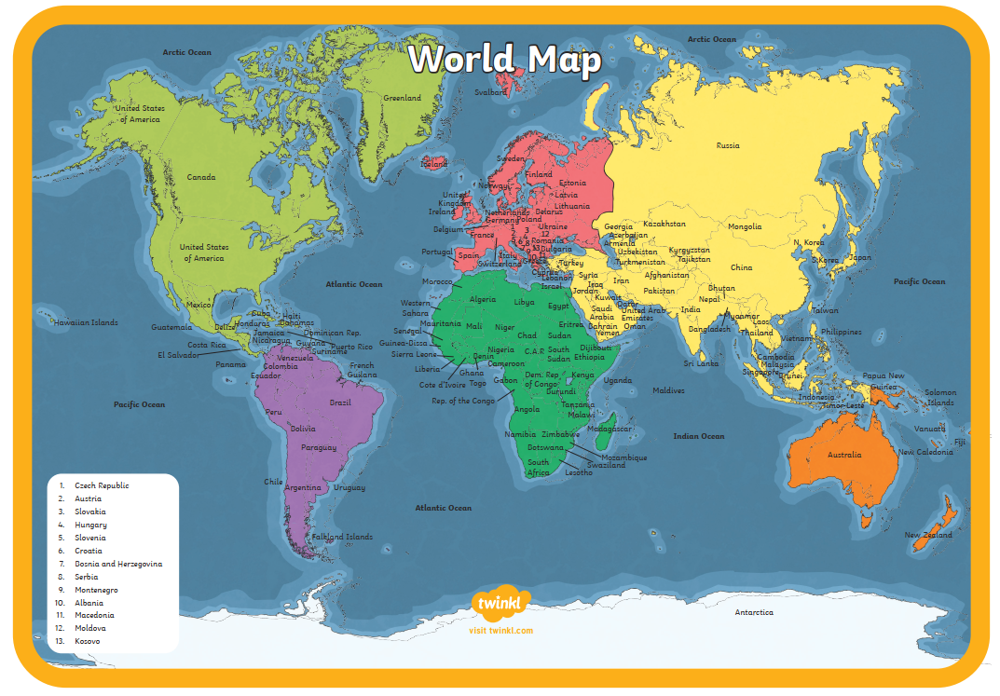 World Map
Arctic Ocean
Arctic Ocean
Greenland
Svalbard
United States
of America
Canada
Iceland
Sweden
Finland
Norway
Estonia
Latvia
Lithuania
Russia
United
Kingdom
Ireland
Netherlands
Belarus
Germany
Poland
Belgium
France
Ukraine
Romania
Bulgaria
Portugal
Spain
Italy
Greece
Switzerland
Cyprus
Turkey
Georgia
Azerbaijan
Armenia
Kazakhstan
Mongolia
Uzbekistan
Turkmenistan
Kyrgyzstan
Tajikistan
N. Korea
S.Korea
Japan
China
United States
of America
Mexico
Atlantic Ocean
Pacific Ocean
Morocco
Lebanon
Israel
Syria
Iraq
Jordan
Iran
Afghanistan
Pakistan
Kuwait
Qatar
Saudi
Arabia
United Arab
Emirates
Bahrain
Oman
Yemen
Bhutan
Nepal
India
Bangladesh
Myanmar
Laos
Thailand
Vietnam
Taiwan
Philippines
Hawaiian Islands
Guatemala
Belize
Cuba
Haiti
Honduras
Bahamas
Jamaica
Dominican Rep.
Nicaragua
Guyana
Puerto Rico
Suriname
Costa Rica
El Salvador
Panama
Venezuela
Colombia
Ecuador
French
Guiana
Western
Sahara
Algeria
Libya
Egypt
Mauritania
Mali
Niger
Chad
Sudan
Eritrea
Senegal
Guinea-Bissau
Sierra Leone
Liberia
Nigeria
C.A.R
South
Sudan
Djibouti
Ethiopia
Benin
Cameroon
Ghana
Togo
Cote d'Ivoire
Gabon
Dem. Rep.
of Congo
Kenya
Uganda
Burundi
Rep. of the Congo
Tanzania
Malawi
Angola
Sri Lanka
Maldives
Cambodia
Malaysia
Singapore
Brunei
Indonesia
Timor-Leste
Papua New
Guinea
Solomon
Islands
Pacific Ocean
Peru
Brazil
Bolivia
Paraguay
Chile
Argentina
Uruguay
Falkland Islands
Namibia
Zimbabwe
Madagascar
Botswana
Mozambique
Swaziland
South
Africa
Lesotho
Indian Ocean
Atlantic Ocean
Vanuatu
Fiji
New Caledonia
Australia
New Zealand
1
2
3
4
5
6
8
9
10
11
12
13
1. Czech Republic
2. Austria
3. Slovakia
4. Hungary
5. Slovenia
6. Croatia
7. Bosnia and Herzegovina
8. Serbia
9. Montenegro
10. Albania
11. Macedonia
12. Moldova
13. Kosovo
twinkl
visit twinkl.com
Antarctica